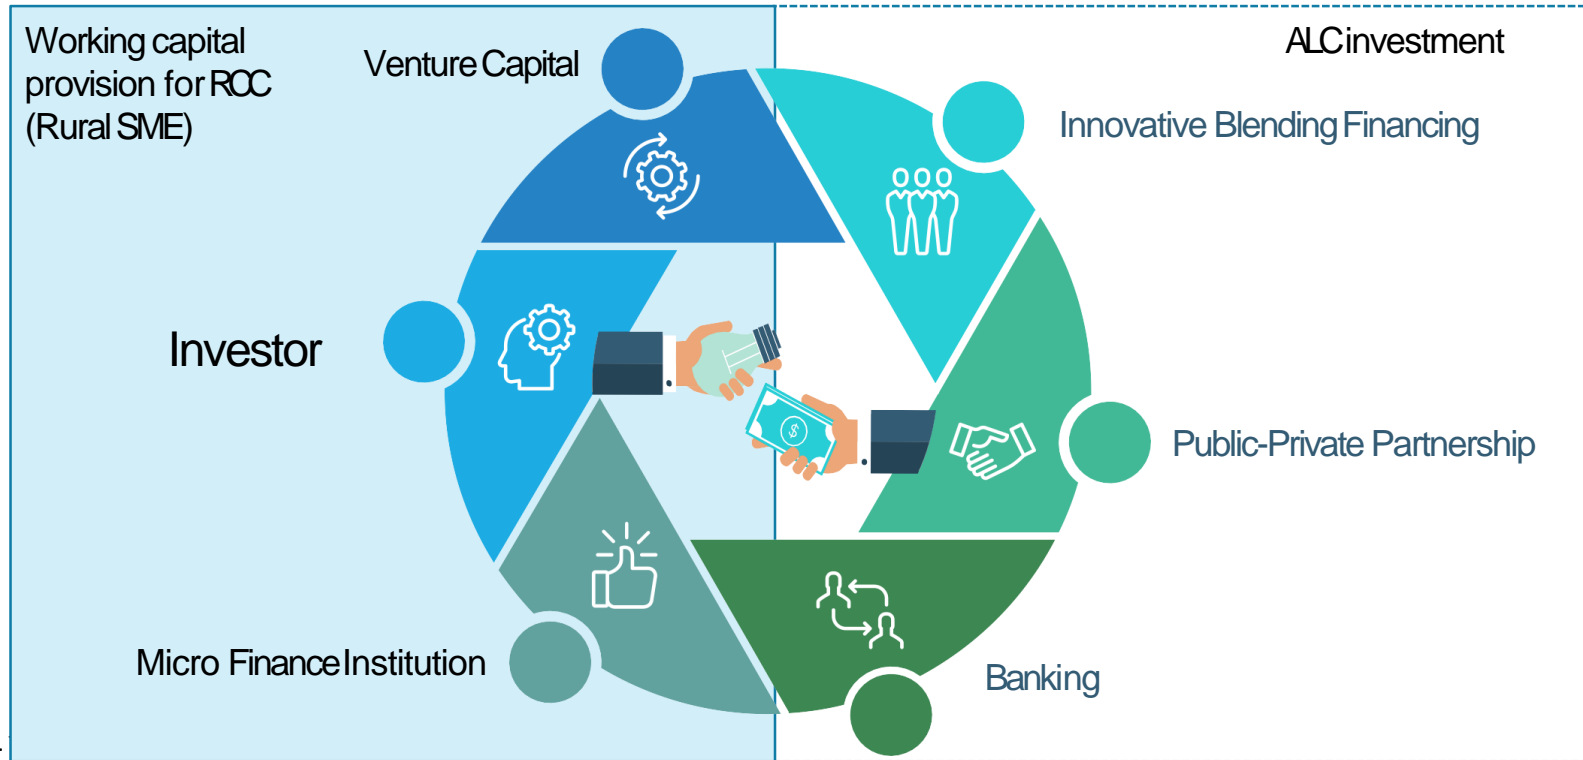 Working capital
provision for ROC
(Rural SME)
Venture Capital
ALC investment
Innovative Blending Financing
Investor
$
Public-Private Partnership
Micro Finance Institution
Banking